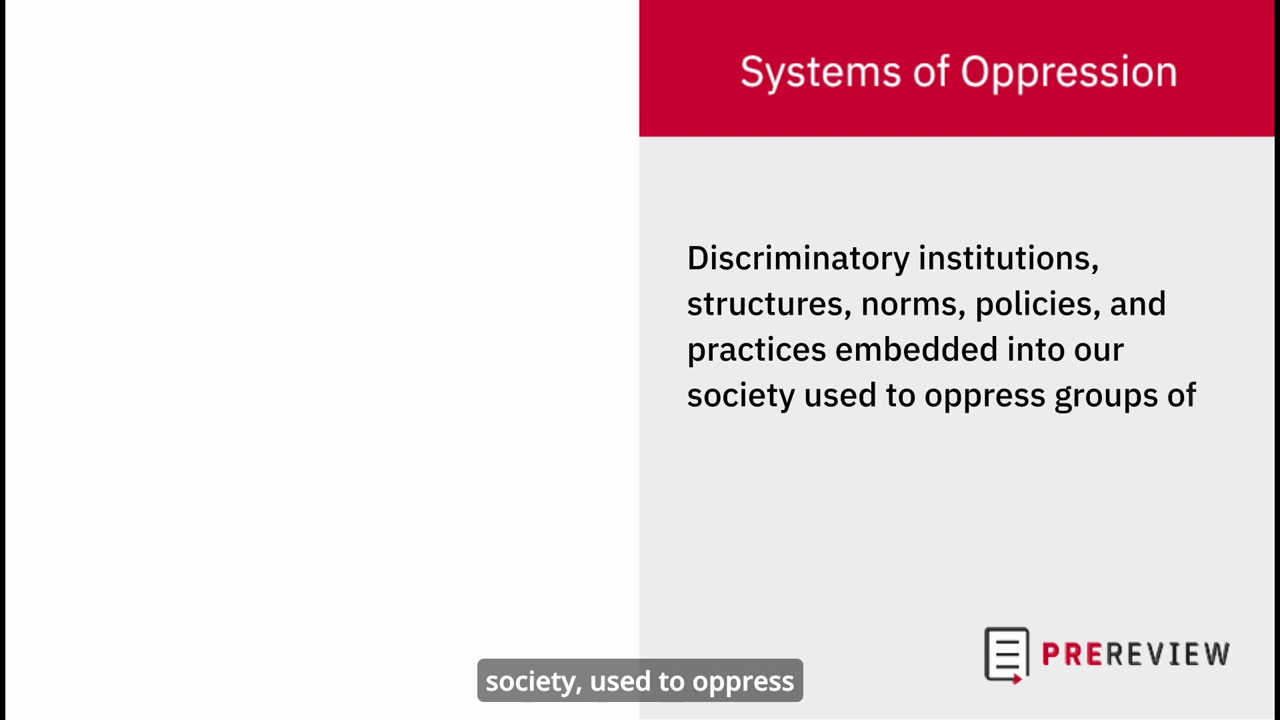 Systems of Oppression
Discriminatory institutions,
structures, norms, policies, and
practices embedded into our
society used to oppress groups of
PREREVIEW
society, used to oppress